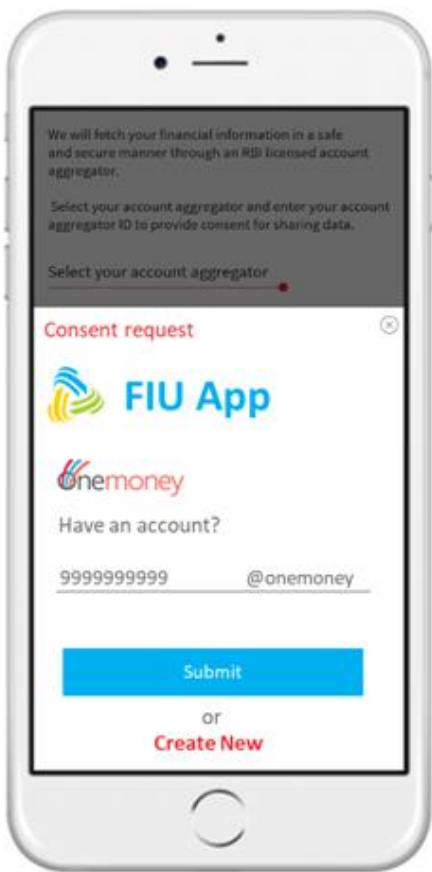 We will fetch your financial information in a safe
and secure manner through an RBI licensed account
aggregator.
Select your account aggregator and enter your account
aggregator ID to provide consent for sharing data.
Select your account aggregator
Consent request
FIU App
Onemoney
Have an account?
9999999999 @onemoney
Submit
or
Create New